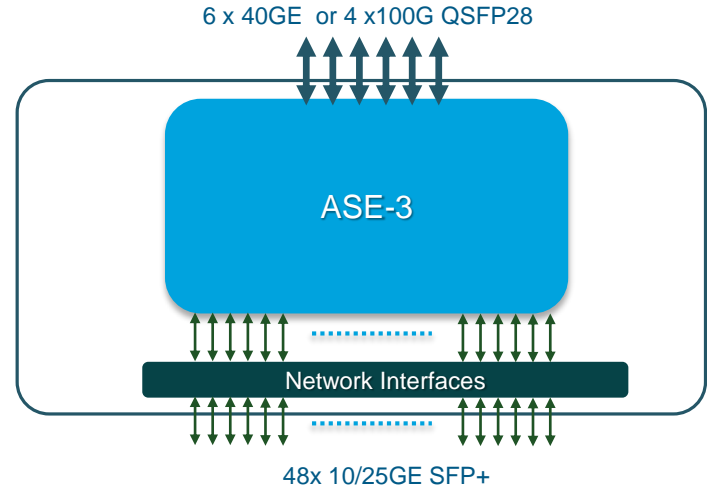 6 x 40GE or 4 x100G QSFP28
ASE-3
Network Interfaces
48x 10/25GE SFP+